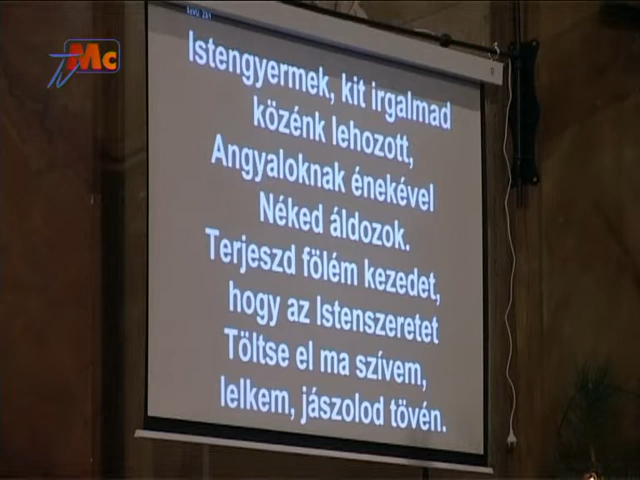 TV Mc
Istengyermek, kit irgalmad
közénk lehozott,
Angyaloknak énekével
Néked áldozok.
Terjeszd fölém kezedet,
hogy az Istenszeretet
Töltse el ma szívem,
lelkem, jászolod tövén.